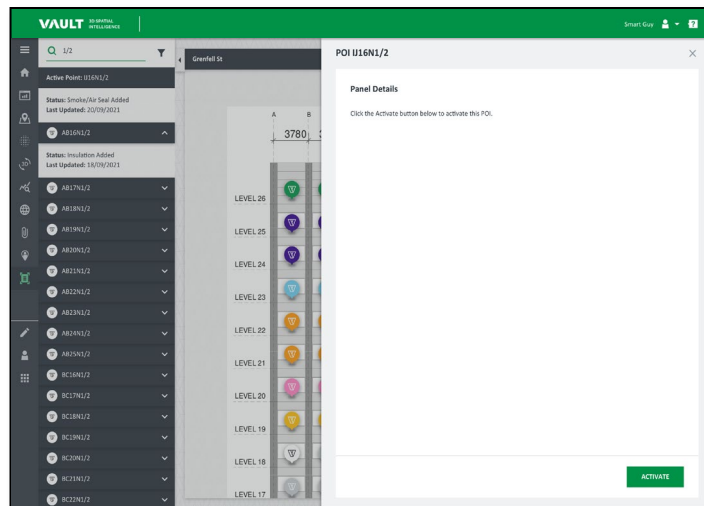 VAULT 3D SPATIAL INTELLIGENCE
Smart Guy
1/2
Active Point: IJ16N1/2
Status: Smoke/Air Seal Added
Last Updated: 20/09/2021
AB16N1/2
Status: Insulation Added
Last Updated: 18/09/2021
AB17N1/2
AB18N1/2
AB19N1/2
AB20N1/2
AB21N1/2
AB22N1/2
AB23N1/2
AB24N1/2
AB25N1/2
BC16N1/2
BC17N1/2
BC18N1/2
BC19N1/2
BC20N1/2
BC21N1/2
BC22N1/2
Grenfell St
A B
3780
LEVEL 26
LEVEL 25
LEVEL 24
LEVEL 23
LEVEL 22
LEVEL 21
LEVEL 20
LEVEL 19
LEVEL 18
LEVEL 17
POI IJ16N1/2
Panel Details
Click the Activate button below to activate this POI.
ACTIVATE